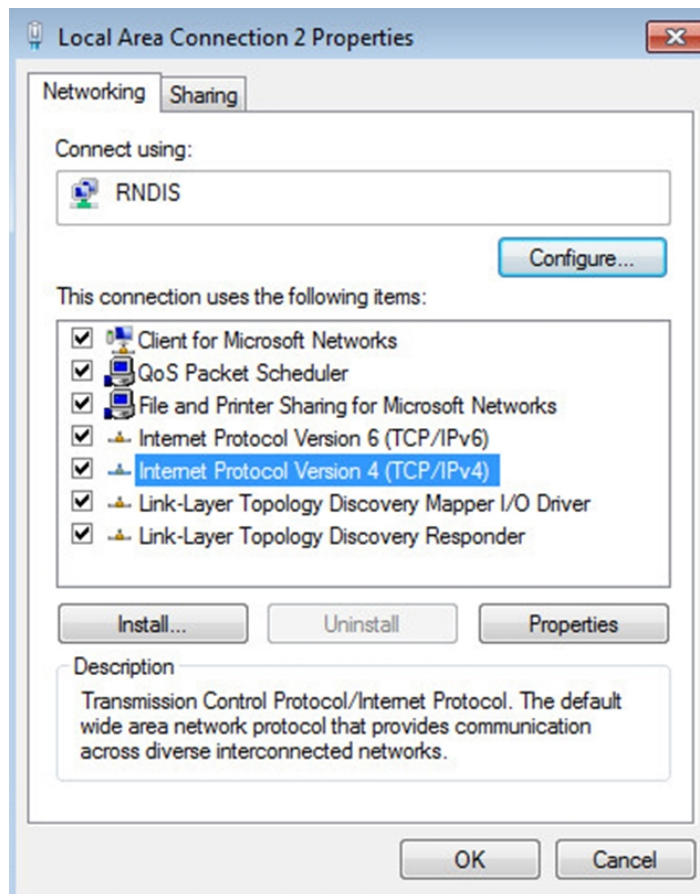 Local Area Connection 2 Properties
Networking
Sharing
Connect using:
RNDIS
Configure...
This connection uses the following items:
Client for Microsoft Networks
QoS Packet Scheduler
File and Printer Sharing for Microsoft Networks
Internet Protocol Version 6 (TCP/IPv6)
Internet Protocol Version 4 (TCP/IPv4)
Link-Layer Topology Discovery Mapper I/O Driver
Link-Layer Topology Discovery Responder
Install...
Uninstall
Properties
Description
Transmission Control Protocol/Internet Protocol. The default
wide area network protocol that provides communication
across diverse interconnected networks.
OK
Cancel